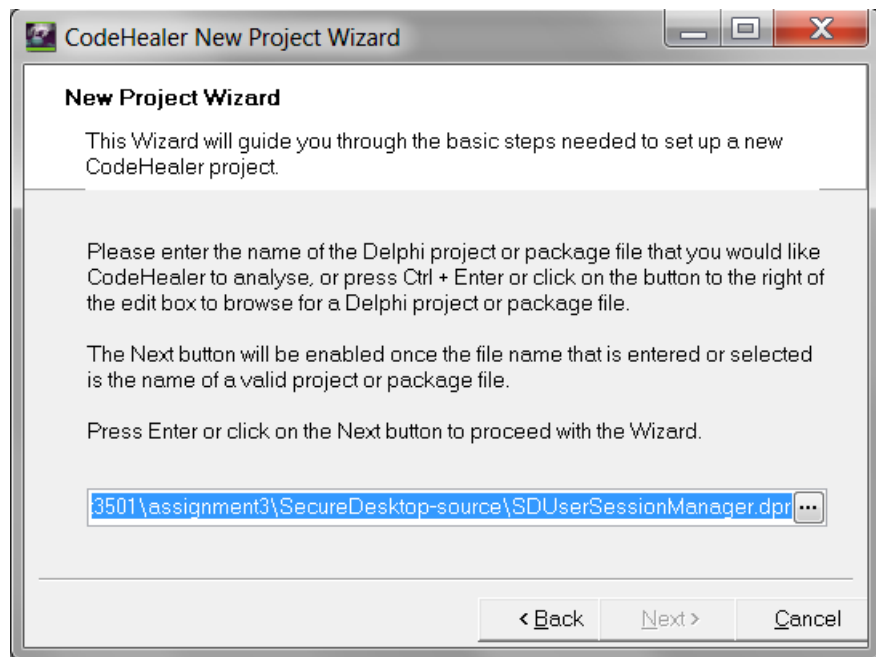 CodeHealer New Project Wizard
New Project Wizard
This Wizard will guide you through the basic steps needed to set up a new
CodeHealer project.
Please enter the name of the Delphi project or package file that you would like
CodeHealer to analyse, or press Ctrl + Enter or click on the button to the right of
the edit box to browse for a Delphi project or package file.
The Next button will be enabled once the file name that is entered or selected
is the name of a valid project or package file.
Press Enter or click on the Next button to proceed with the Wizard.
3501\assignment3\SecureDesktop-source\SDUserSessionManager.dpr ...
< Back Next > Cancel